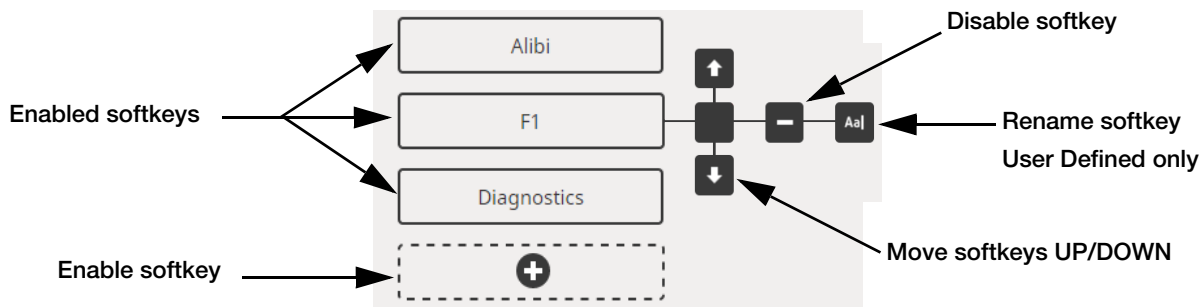 Disable softkey
Alibi
Enabled softkeys
F1
Aa|
Rename softkey
User Defined only
Diagnostics
Move softkeys UP/DOWN
Enable softkey